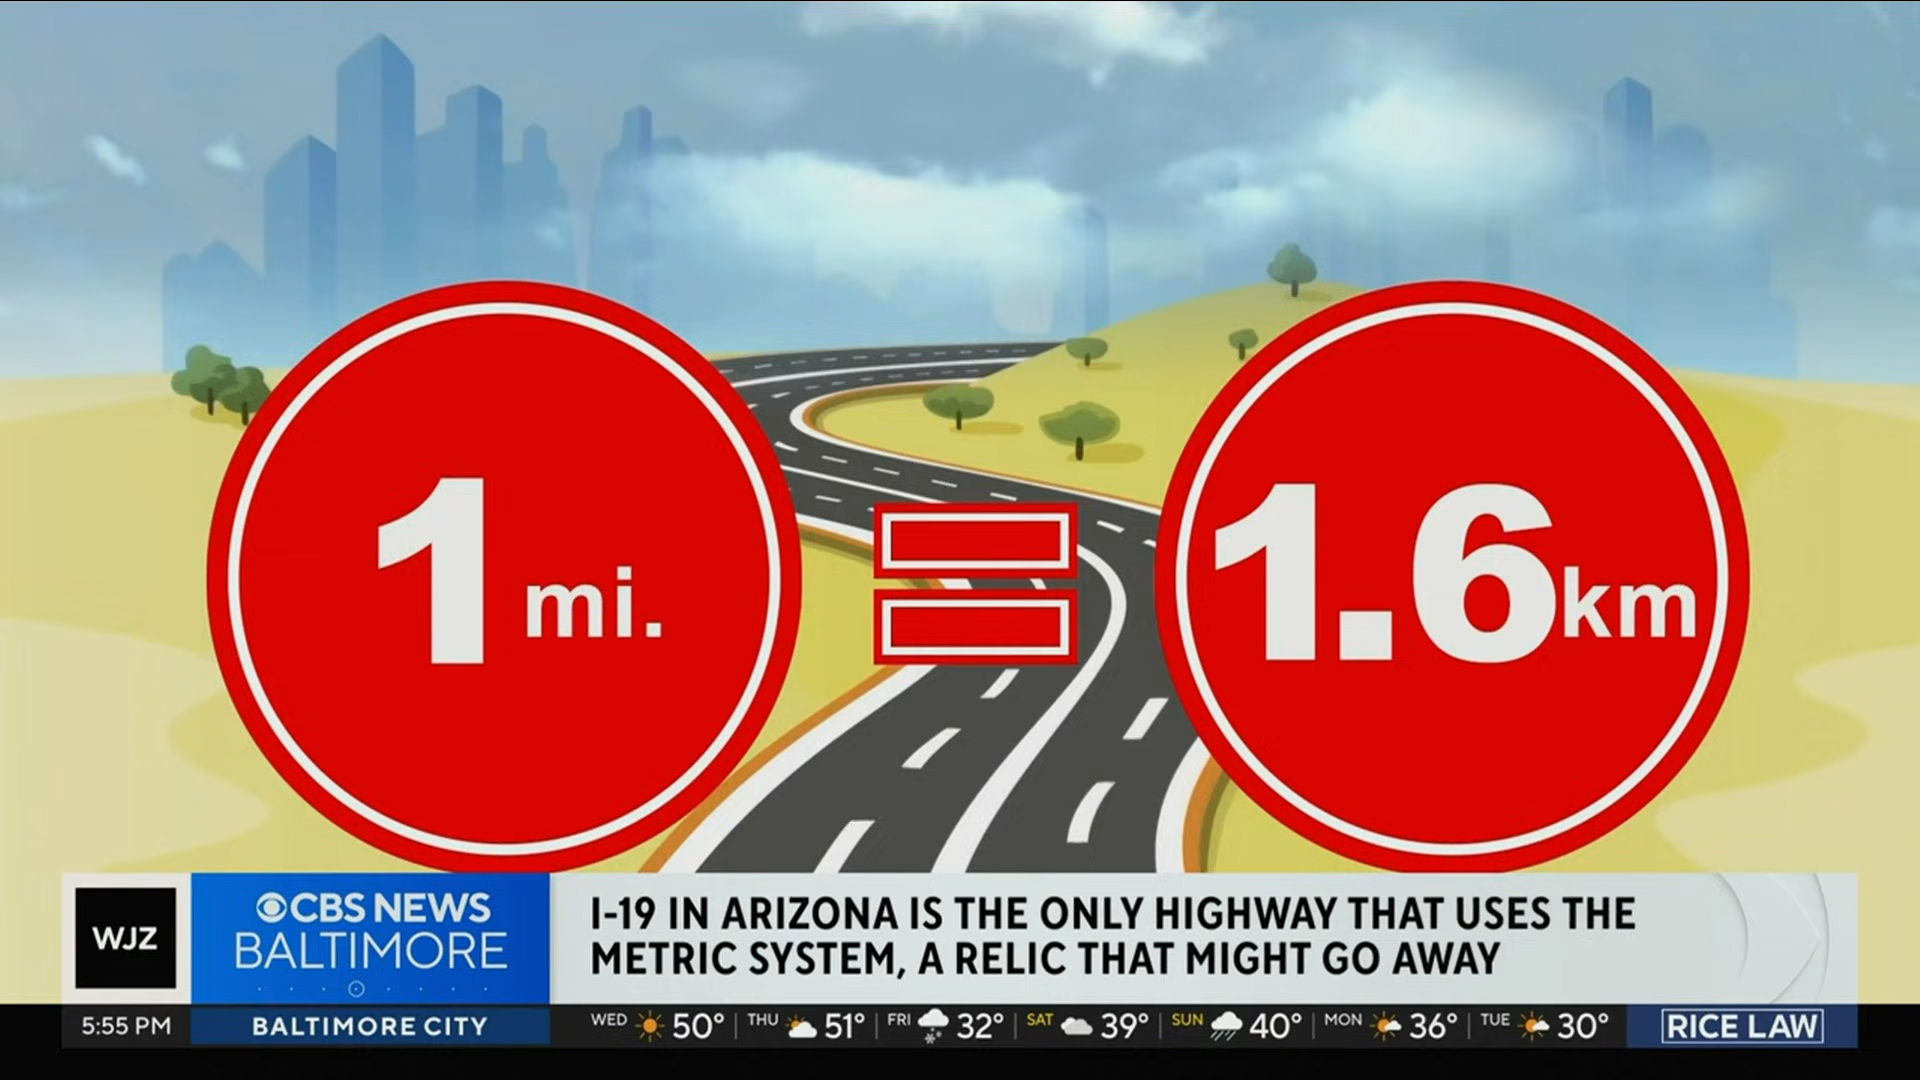 1 mi. = 1.6km
WJZ
CBS NEWS
BALTIMORE
I-19 IN ARIZONA IS THE ONLY HIGHWAY THAT USES THE
METRIC SYSTEM, A RELIC THAT MIGHT GO AWAY
5:55 PM
BALTIMORE CITY
WED 50° THU 51° FRI 32° SAT 39° SUN 40° MON 36° TUE 30°
RICE LAW